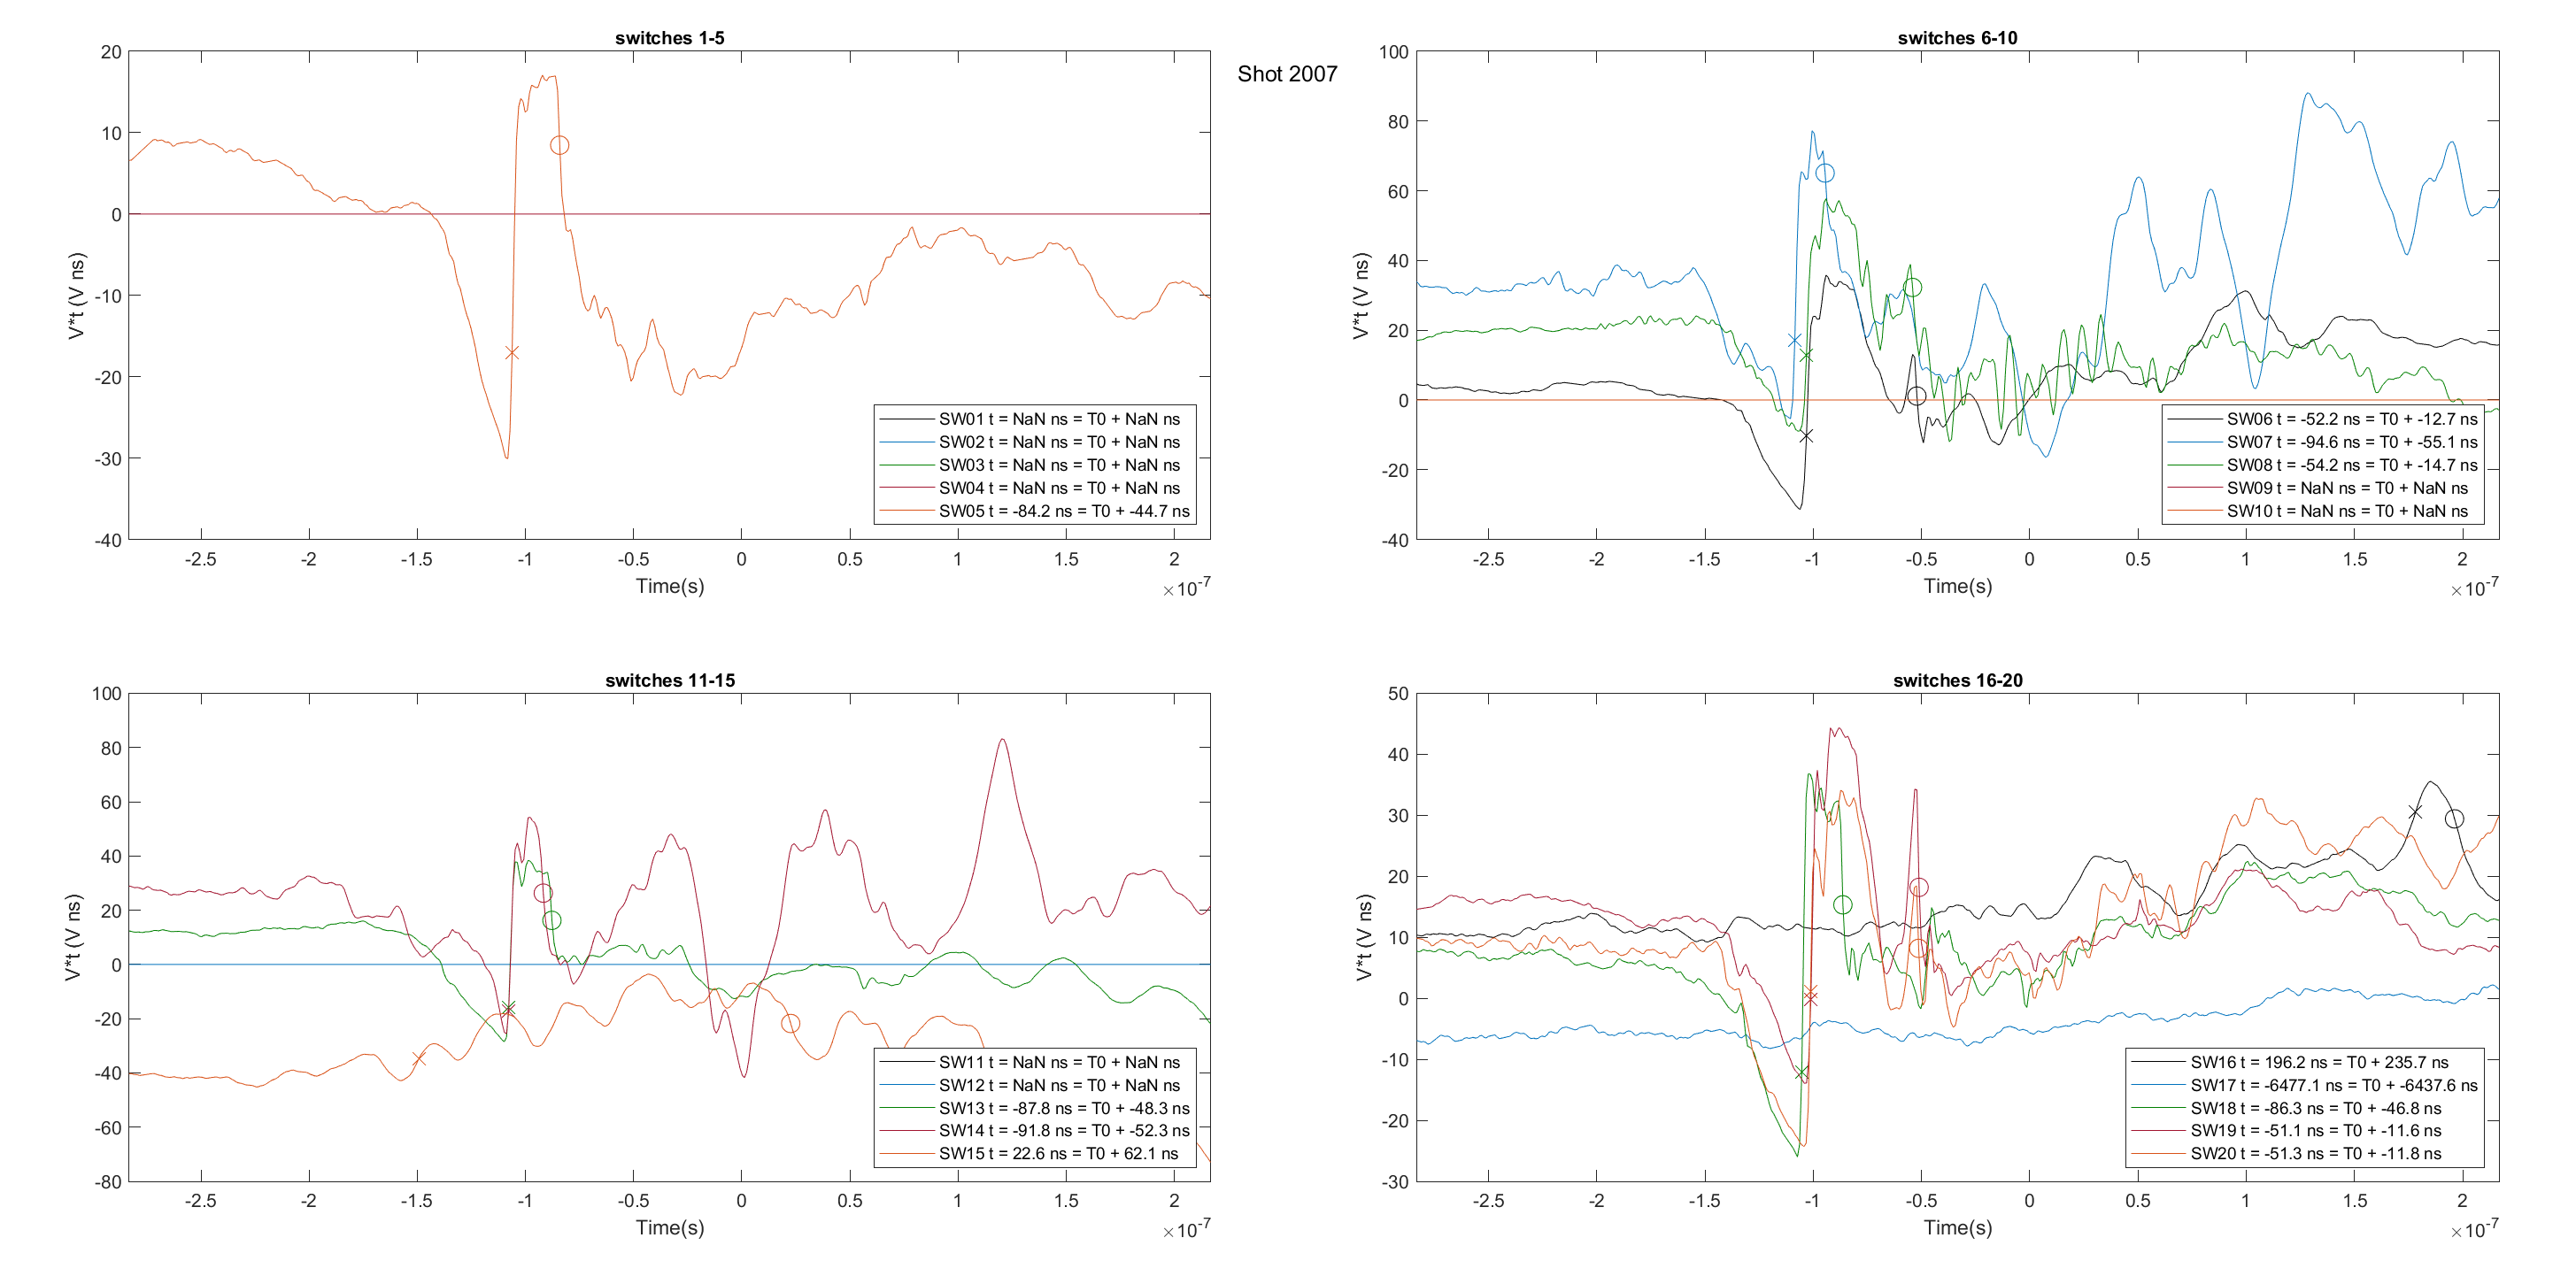 Shot 2007
switches 1-5
20
10
0
-10
-20
-30
-40
V*t (V ns)
-2.5 -2 -1.5 -1 -0.5 0 0.5 1 1.5 2
Time(s)
×10-7
SW01 t = NaN ns = T0 + NaN ns
SW02 t = NaN ns = T0 + NaN ns
SW03 t = NaN ns = T0 + NaN ns
SW04 t = NaN ns = T0 + NaN ns
SW05 t = -84.2 ns = T0 + -44.7 ns
switches 6-10
100
80
60
40
20
0
-20
-40
V*t (V ns)
-2.5 -2 -1.5 -1 -0.5 0 0.5 1 1.5 2
Time(s)
×10-7
SW06 t = -52.2 ns = T0 + -12.7 ns
SW07 t = -94.6 ns = T0 + -55.1 ns
SW08 t = -54.2 ns = T0 + -14.7 ns
SW09 t = NaN ns = T0 + NaN ns
SW10 t = NaN ns = T0 + NaN ns
switches 11-15
100
80
60
40
20
0
-20
-40
-60
-80
V*t (V ns)
-2.5 -2 -1.5 -1 -0.5 0 0.5 1 1.5 2
Time(s)
×10-7
SW11 t = NaN ns = T0 + NaN ns
SW12 t = NaN ns = T0 + NaN ns
SW13 t = -87.8 ns = T0 + -48.3 ns
SW14 t = -91.8 ns = T0 + -52.3 ns
SW15 t = 22.6 ns = T0 + 62.1 ns
switches 16-20
50
40
30
20
10
0
-10
-20
-30
V*t (V ns)
-2.5 -2 -1.5 -1 -0.5 0 0.5 1 1.5 2
Time(s)
×10-7
SW16 t = 196.2 ns = T0 + 235.7 ns
SW17 t = -6477.1 ns = T0 + -6437.6 ns
SW18 t = -86.3 ns = T0 + -46.8 ns
SW19 t = -51.1 ns = T0 + -11.6 ns
SW20 t = -51.3 ns = T0 + -11.8 ns